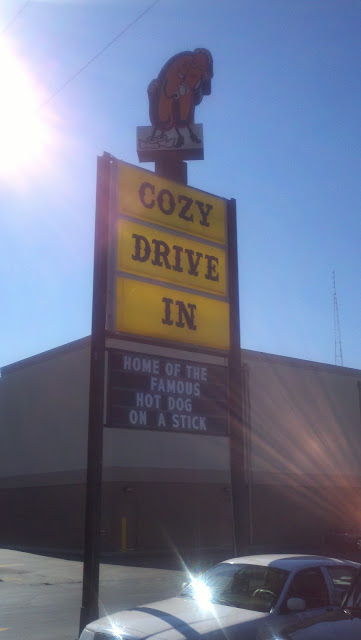 COZY
DRIVE
IN
HOME OF THE
FAMOUS
HOT DOG
ON A STICK